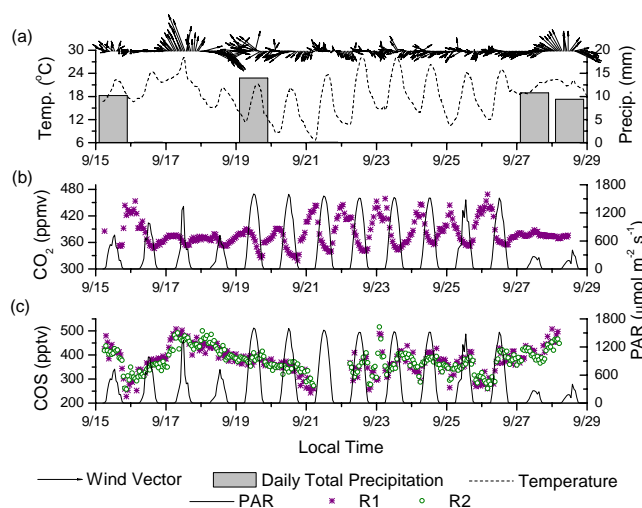 (a)
Temp. (°C)
30
24
18
12
6
Precip. (mm)
20
15
10
5
0
9/15 9/17 9/19 9/21 9/23 9/25 9/27 9/29
(b)
CO2 (ppmv)
480
420
360
300
1800
1200
600
0
9/15 9/17 9/19 9/21 9/23 9/25 9/27 9/29
(c)
COS (pptv)
500
400
300
200
PAR (μmol m-2 s-1)
1800
1200
600
0
9/15 9/17 9/19 9/21 9/23 9/25 9/27 9/29
Local Time
Wind Vector Daily Total Precipitation Temperature
PAR R1 R2